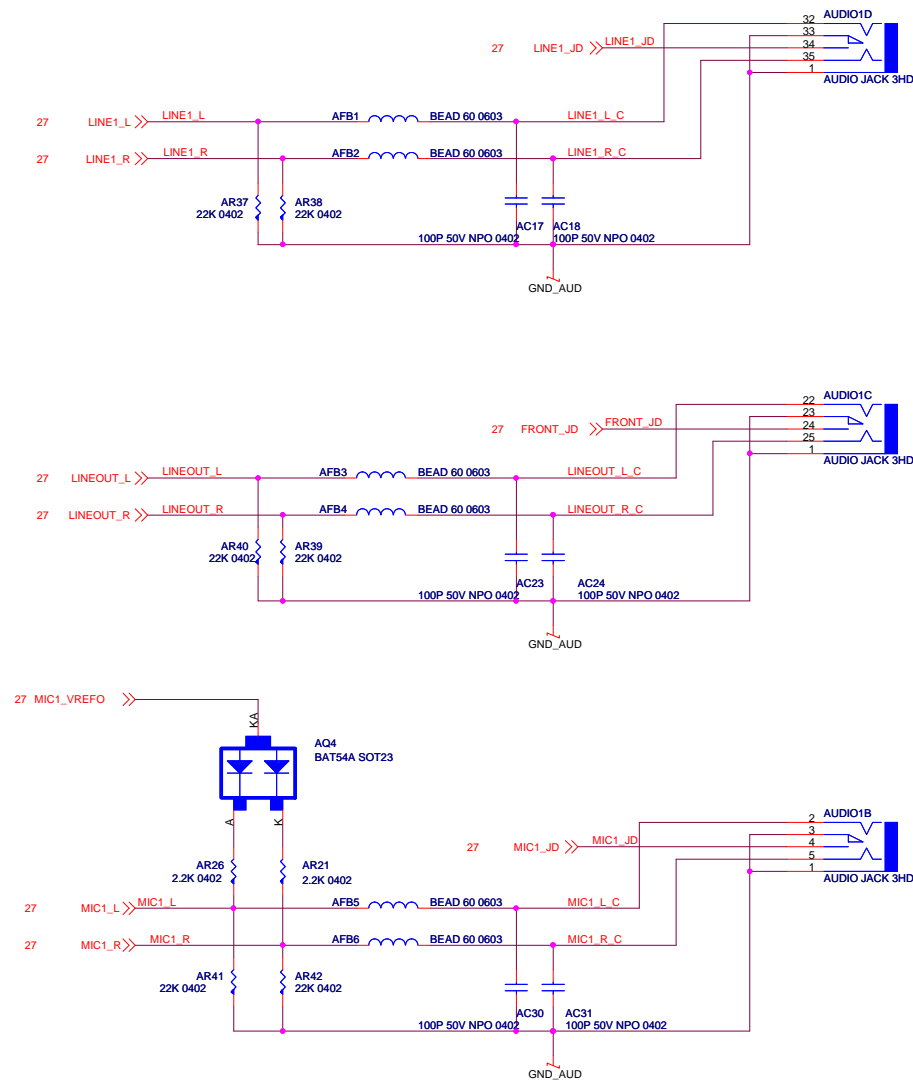 AUDIO1D
32
33
34
35
1
AUDIO JACK 3HD
27 LINE1_JD LINE1_JD
27 LINE1_L LINE1_L AFB1 BEAD 60 0603 LINE1_L_C
27 LINE1_R LINE1_R AFB2 BEAD 60 0603 LINE1_R_C
AR37 AR38
22K 0402 22K 0402
AC17 AC18
100P 50V NPO 0402 100P 50V NPO 0402
GND_AUD
AUDIO1C
22
23
24
25
1
AUDIO JACK 3HD
27 FRONT_JD FRONT_JD
27 LINEOUT_L LINEOUT_L AFB3 BEAD 60 0603 LINEOUT_L_C
27 LINEOUT_R LINEOUT_R AFB4 BEAD 60 0603 LINEOUT_R_C
AR40 AR39
22K 0402 22K 0402
AC23 AC24
100P 50V NPO 0402 100P 50V NPO 0402
GND_AUD
27 MIC1_VREFO
KA
AQ4
BAT54A SOT23
A K
AUDIO1B
2
3
4
5
1
AUDIO JACK 3HD
27 MIC1_JD MIC1_JD
AR26 AR21
2.2K 0402 2.2K 0402
27 MIC1_L MIC1_L AFB5 BEAD 60 0603 MIC1_L_C
27 MIC1_R MIC1_R AFB6 BEAD 60 0603 MIC1_R_C
AR41 AR42
22K 0402 22K 0402
AC30 AC31
100P 50V NPO 0402 100P 50V NPO 0402
GND_AUD